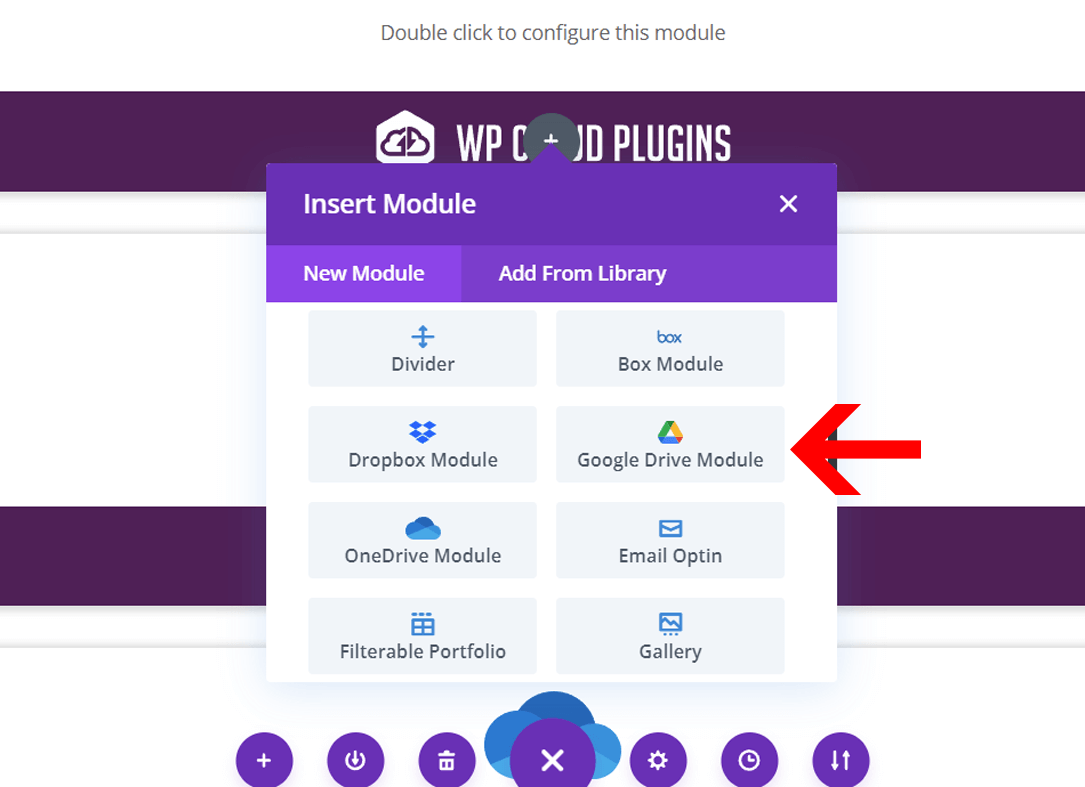 Double click to configure this module
WP C UD PLUGINS
Insert Module
New Module
Add From Library
Divider
box
Box Module
Dropbox Module
Google Drive Module
OneDrive Module
Email Optin
Filterable Portfolio
Gallery